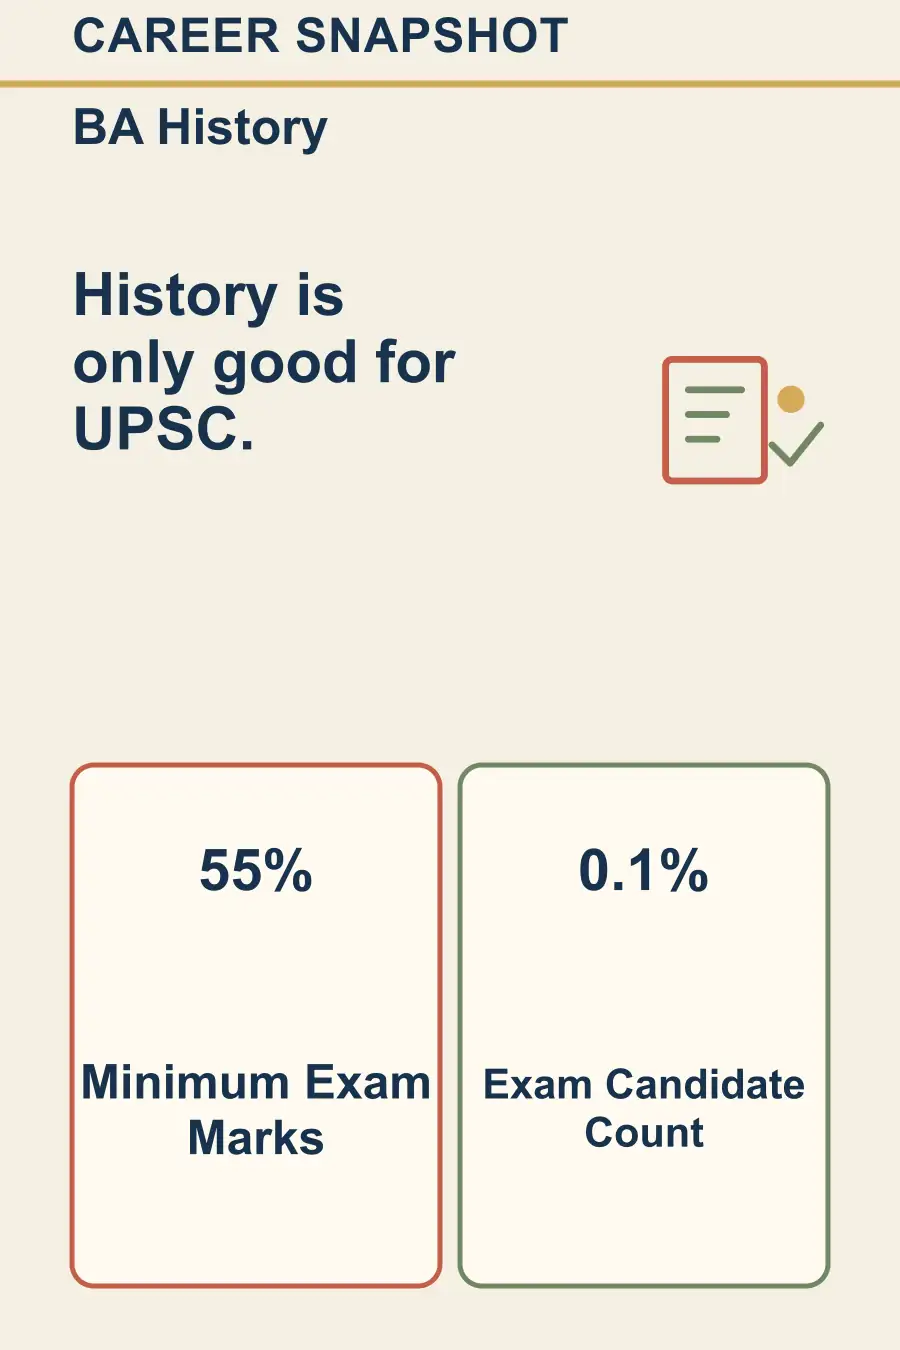 CAREER SNAPSHOT
BA History
History is
only good for
UPSC.
55%
Minimum Exam
Marks
0.1%
Exam Candidate
Count